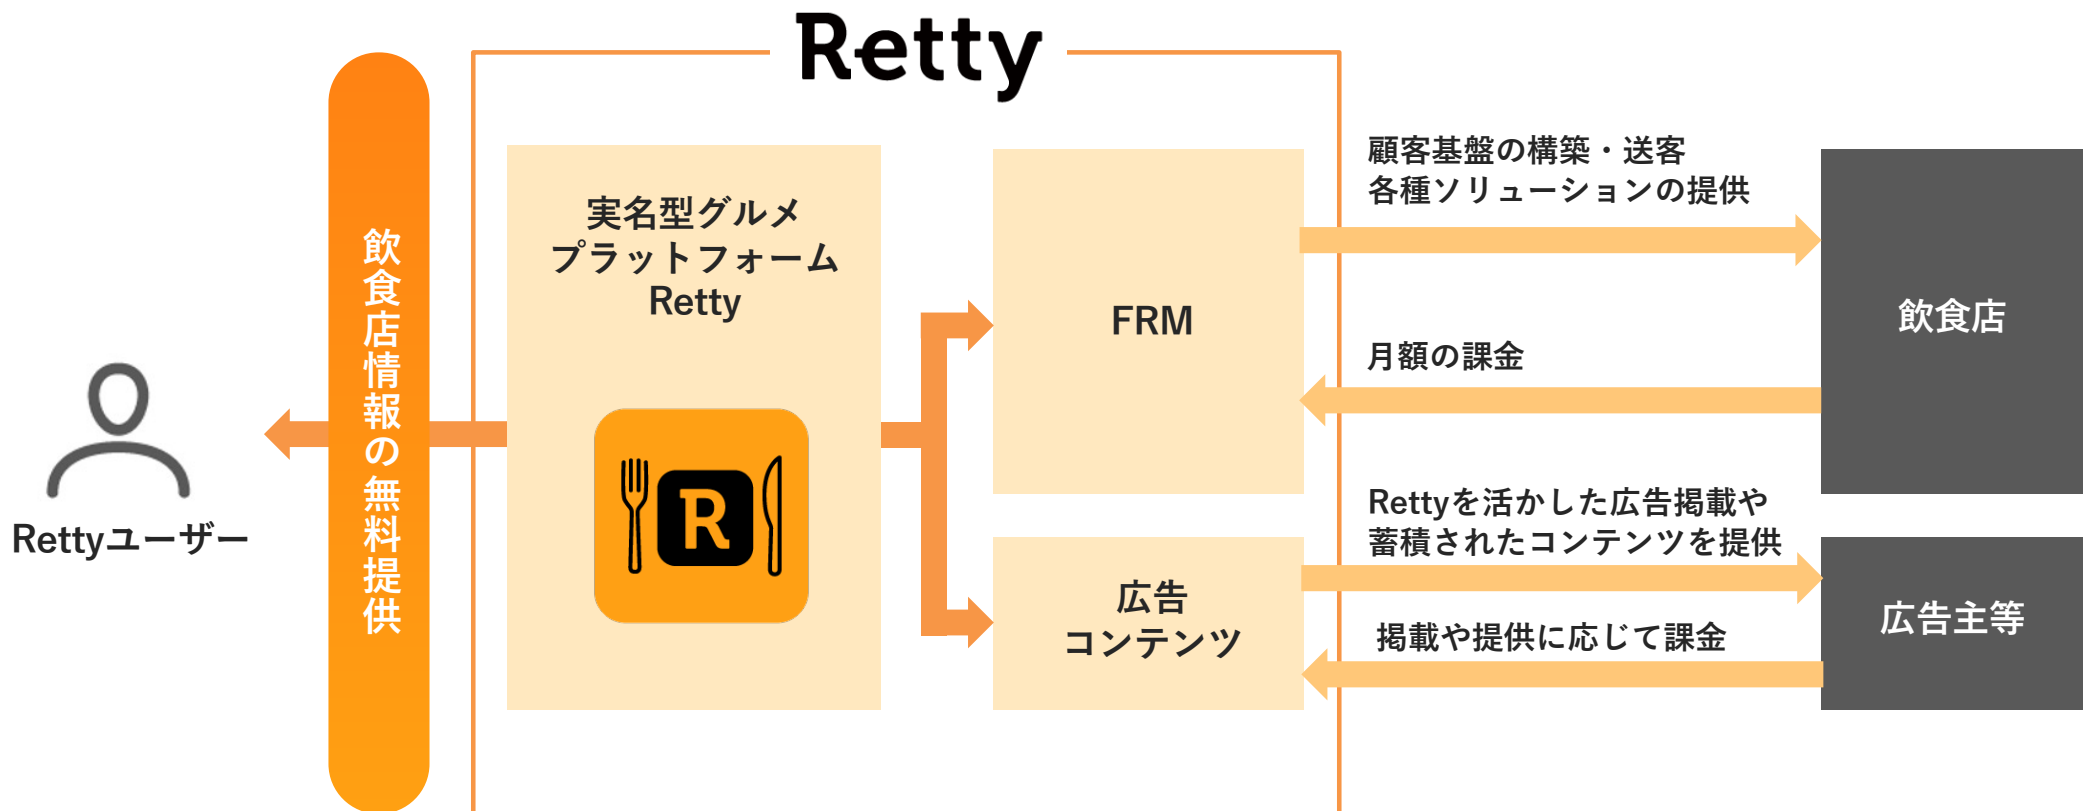 Retty
飲食店情報の無料提供
Rettyユーザー
実名型グルメ
プラットフォーム
Retty
R
FRM
広告
コンテンツ
顧客基盤の構築・送客
各種ソリューションの提供
月額の課金
Rettyを活かした広告掲載や
蓄積されたコンテンツを提供
掲載や提供に応じて課金
飲食店
広告主等